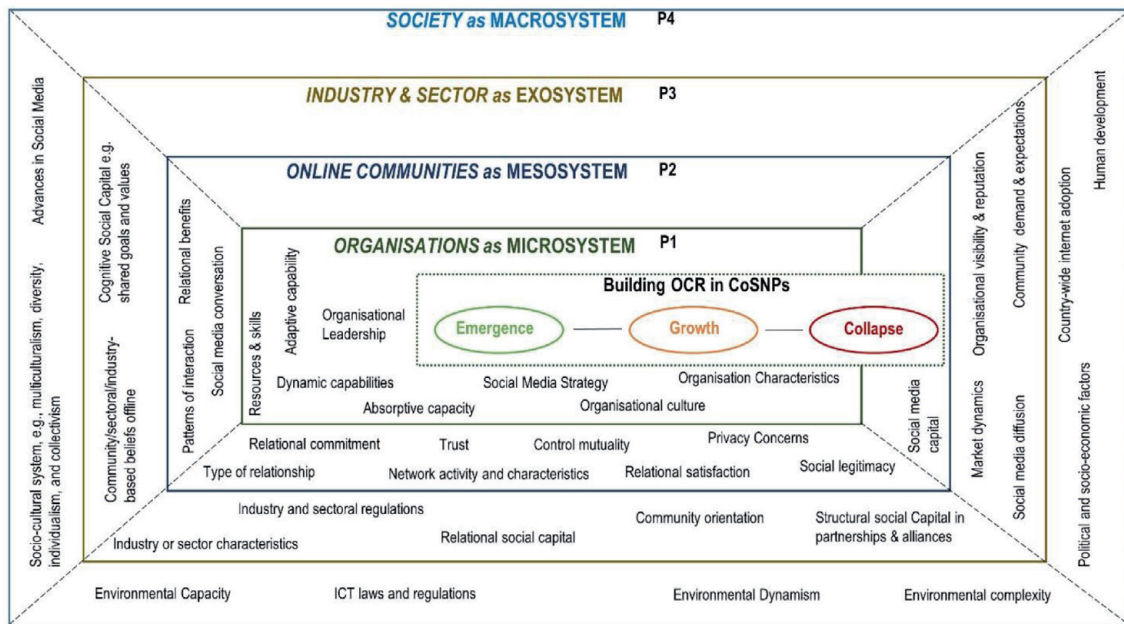 SOCIETY as MACROSYSTEM P4
INDUSTRY & SECTOR as EXOSYSTEM P3
ONLINE COMMUNITIES as MESOSYSTEM P2
ORGANISATIONS as MICROSYSTEM P1
Building OCR in CoSNPs
Emergence
Growth
Collapse
Organisational
Leadership
Adaptive capability
Resources & skills
Dynamic capabilities
Social Media Strategy
Organisation Characteristics
Absorptive capacity
Organisational culture
Relational benefits
Social media conversation
Patterns of interaction
Relational commitment
Trust
Control mutuality
Privacy Concerns
Social media
capital
Type of relationship
Network activity and characteristics
Relational satisfaction
Social legitimacy
Cognitive Social Capital e.g.
shared goals and values
Community/sectoral/industry-
based beliefs offline
Organisational visibility & reputation
Community demand & expectations
Market dynamics
Social media diffusion
Industry and sectoral regulations
Industry or sector characteristics
Relational social capital
Community orientation
Structural social Capital in
partnerships & alliances
Advances in Social Media
Socio-cultural system, e.g., multiculturalism, diversity,
individualism, and collectivism
Human development
Country-wide internet adoption
Political and socio-economic factors
Environmental Capacity
ICT laws and regulations
Environmental Dynamism
Environmental complexity